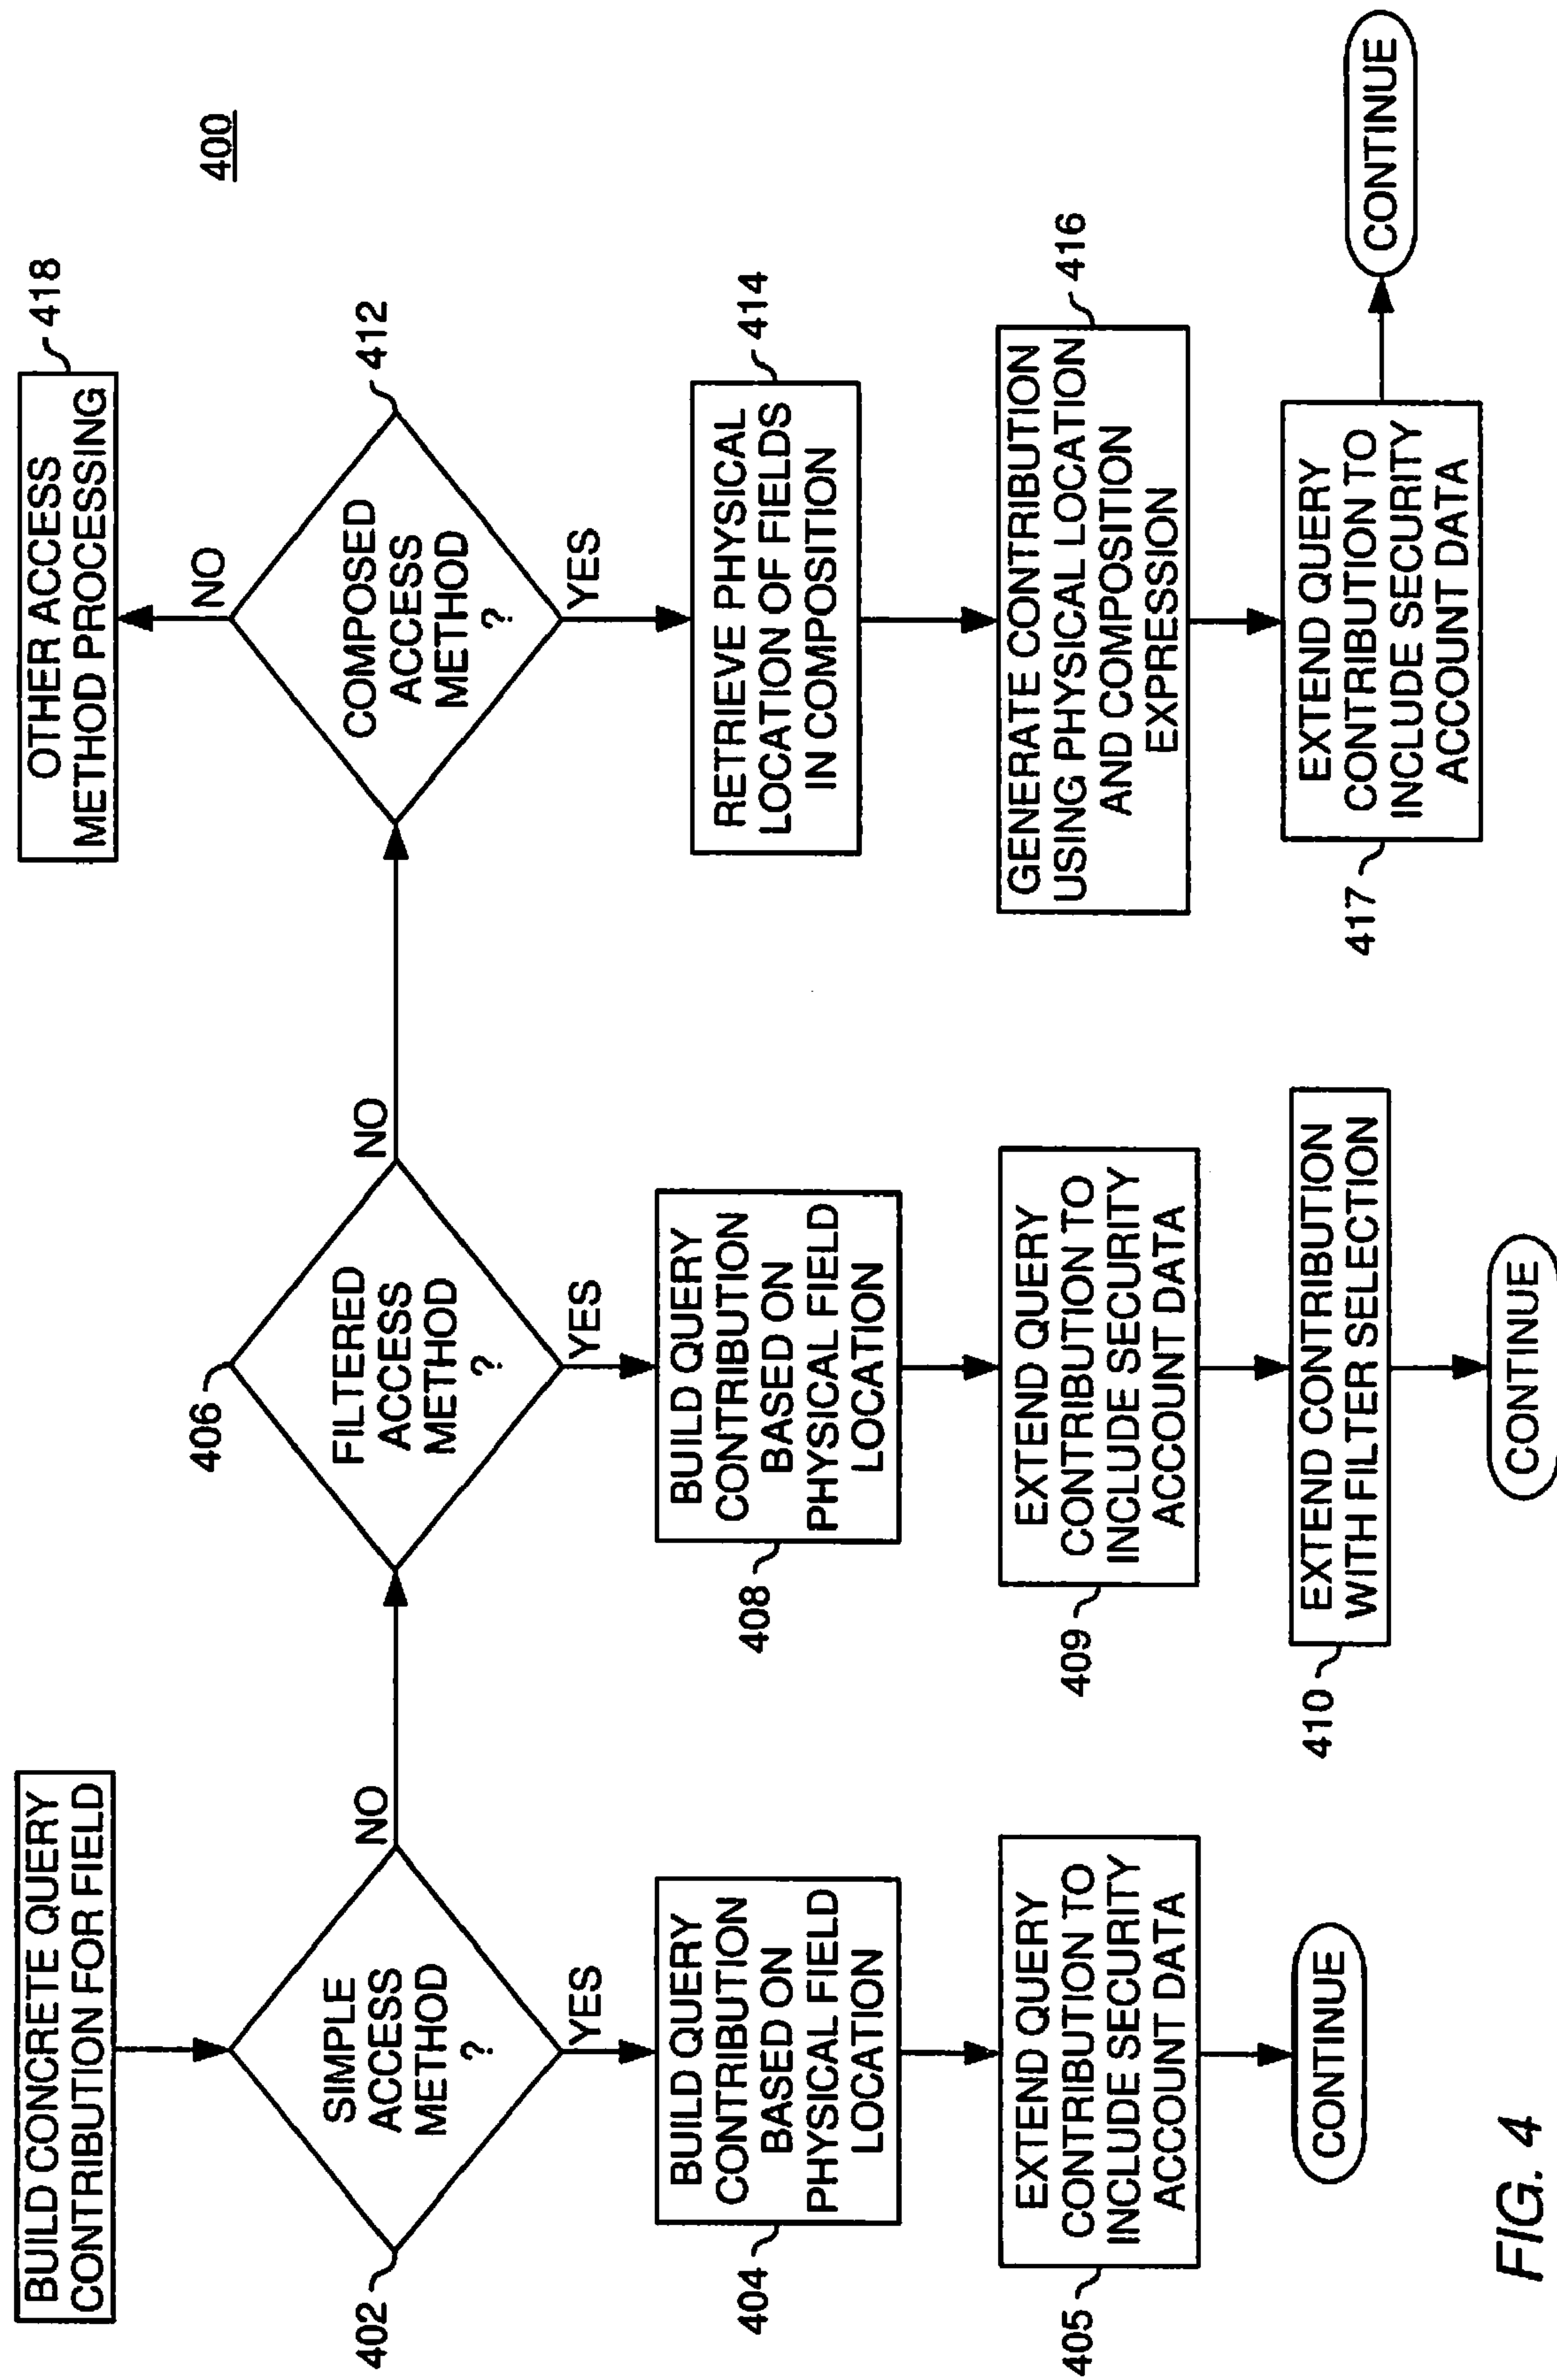 400
BUILD CONCRETE QUERY
CONTRIBUTION FOR FIELD
402
SIMPLE
ACCESS
METHOD
?
NO
YES
404
BUILD QUERY
CONTRIBUTION
BASED ON
PHYSICAL FIELD
LOCATION
405
EXTEND QUERY
CONTRIBUTION TO
INCLUDE SECURITY
ACCOUNT DATA
CONTINUE
406
FILTERED
ACCESS
METHOD
?
NO
YES
408
BUILD QUERY
CONTRIBUTION
BASED ON
PHYSICAL FIELD
LOCATION
409
EXTEND QUERY
CONTRIBUTION TO
INCLUDE SECURITY
ACCOUNT DATA
410
EXTEND CONTRIBUTION
WITH FILTER SELECTION
CONTINUE
OTHER ACCESS
METHOD PROCESSING
418
NO
412
COMPOSED
ACCESS
METHOD
?
YES
414
RETRIEVE PHYSICAL
LOCATION OF FIELDS
IN COMPOSITION
416
GENERATE CONTRIBUTION
USING PHYSICAL LOCATION
AND COMPOSITION
EXPRESSION
417
EXTEND QUERY
CONTRIBUTION TO
INCLUDE SECURITY
ACCOUNT DATA
CONTINUE
FIG. 4